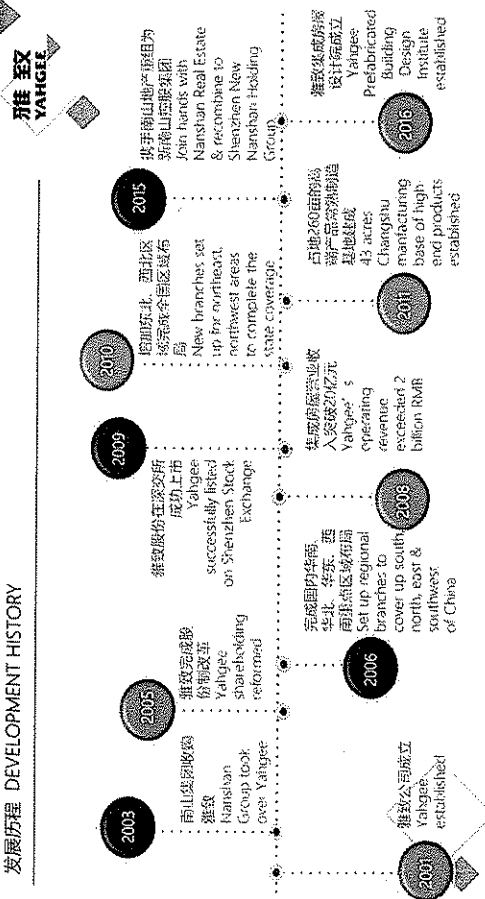 发展历程 DEVELOPMENT HISTORY
雅致
YAHGEE
2001
雅致公司成立
Yahgee
established
2003
南山集团收购
雅致
Nanshan
Group took
over Yahgee
2005
雅致完成股
份制改革
Yahgee
shareholding
reformed
2006
完成国内华南、
华北、华东、西
南张点区域布局
Set up regional
branches to
cover up south,
north, east &
southwest
of China
2008
集成房屋营业收
入突破20亿元
Yahgee's
operating
revenue
exceeded 2
billion RMB
2009
雅致股份在深交所
成功上市
Yahgee
successfully listed
on Shenzhen Stock
Exchange
2010
增加东北、西北区
域完成全国区域布
局
New branches set
up for northeast,
northwest areas
to complete the
state coverage
2011
占地260亩的高
端产品常熟制造
基地建成
43 acres
Changshu
manfacturing
base of high-
end products
established
2015
携手南山地产重组为
新南山控股集团
Join hands with
Nanshan Real Estate
& recombine to
Shenzhen New
Nanshan Holding
Group
2016
雅致集成房屋
设计院成立
Yahgee
Prefabricated
Building
Design
Institute
established